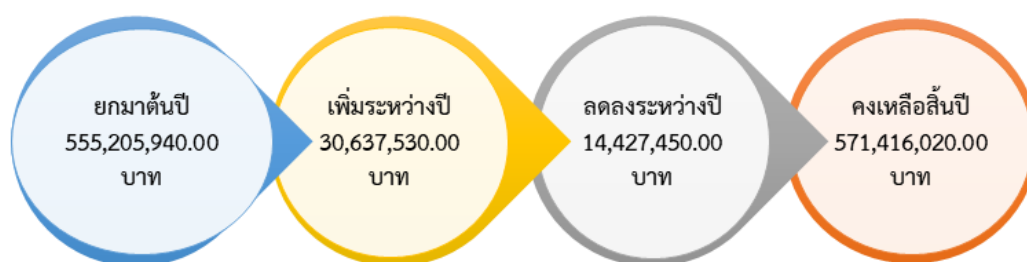 ยกมาต้นปี
555,205,940.00
บาท
เพิ่มระหว่างปี
30,637,530.00
บาท
ลดลงระหว่างปี
14,427,450.00
บาท
คงเหลือสิ้นปี
571,416,020.00
บาท